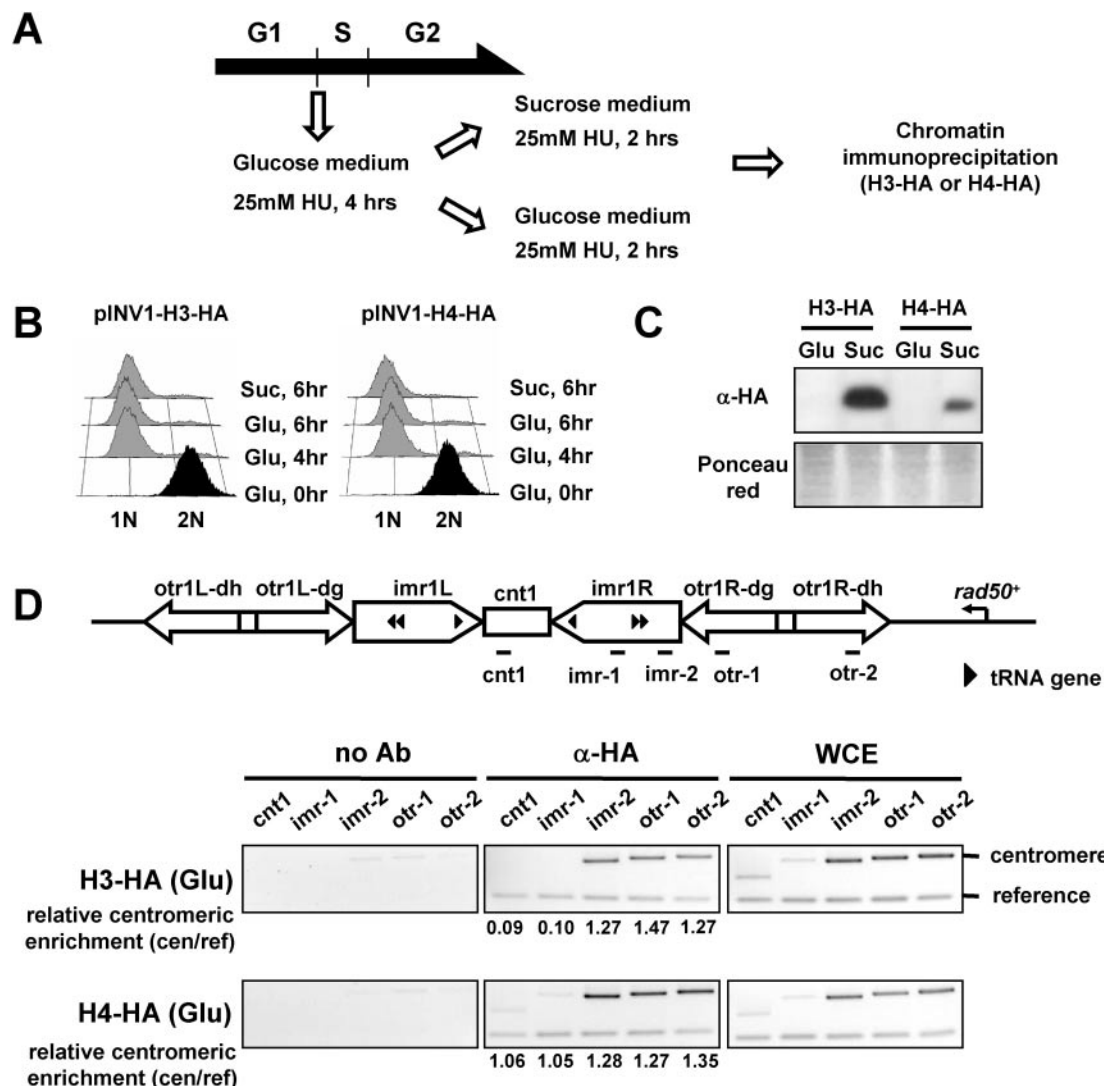 A
G1 S G2
Glucose medium
25mM HU, 4 hrs
Sucrose medium
25mM HU, 2 hrs
Glucose medium
25mM HU, 2 hrs
Chromatin
immunoprecipitation
(H3-HA or H4-HA)
B
pINV1-H3-HA
Suc, 6hr
Glu, 6hr
Glu, 4hr
Glu, 0hr
1N 2N
pINV1-H4-HA
Suc, 6hr
Glu, 6hr
Glu, 4hr
Glu, 0hr
1N 2N
C
H3-HA H4-HA
Glu Suc Glu Suc
α-HA
Ponceau
red
D
otr1L-dh otr1L-dg imr1L cnt1 imr1R otr1R-dg otr1R-dh rad50+
cnt1 imr-1 imr-2 otr-1 otr-2
tRNA gene
no Ab α-HA WCE
cnt1 imr-1 imr-2 otr-1 otr-2 cnt1 imr-1 imr-2 otr-1 otr-2 cnt1 imr-1 imr-2 otr-1 otr-2
H3-HA (Glu)
centromere
reference
relative centromeric
enrichment (cen/ref)
0.09 0.10 1.27 1.47 1.27
H4-HA (Glu)
relative centromeric
enrichment (cen/ref)
1.06 1.05 1.28 1.27 1.35